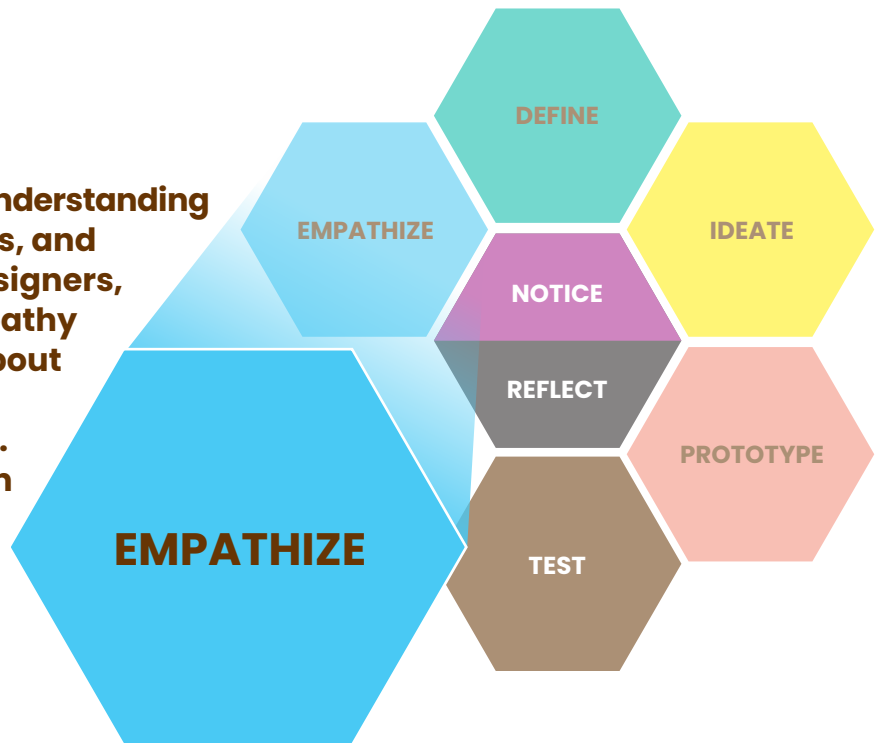 nderstanding
s, and
signers,
athy
bout
.
n
DEFINE
EMPATHIZE
IDEATE
NOTICE
REFLECT
PROTOTYPE
EMPATHIZE
TEST